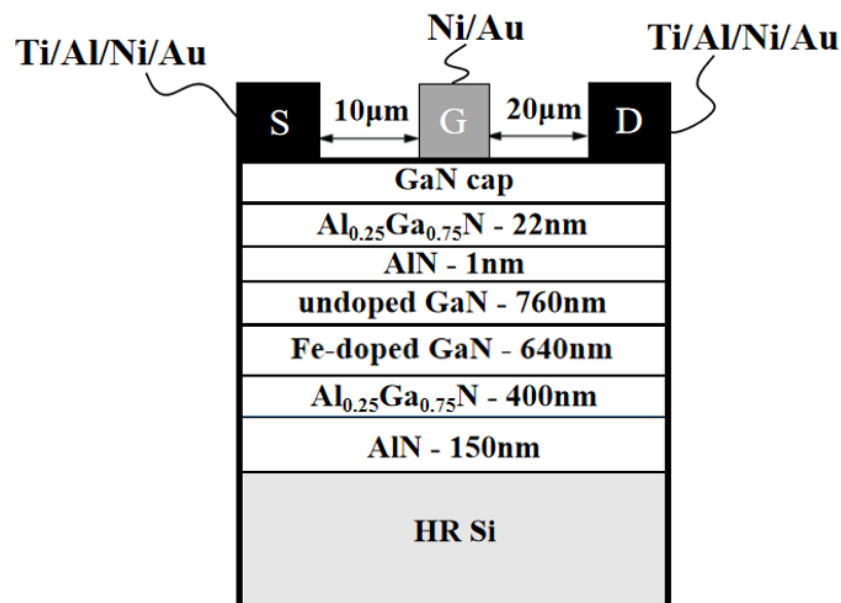 Ni/Au
Ti/Al/Ni/Au
Ti/Al/Ni/Au
S
10μm
G
20μm
D
GaN cap
Al0.25Ga0.75N - 22nm
AlN - 1nm
undoped GaN - 760nm
Fe-doped GaN - 640nm
Al0.25Ga0.75N - 400nm
AlN - 150nm
HR Si